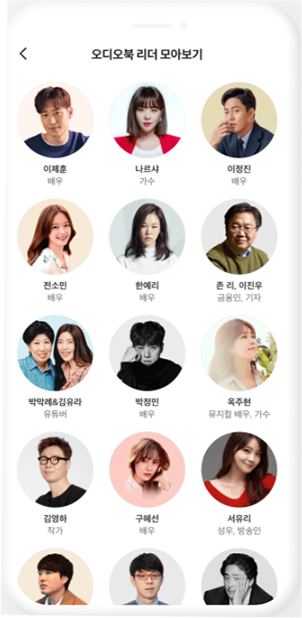 오디오북 리더 모아보기
이제훈 나르샤 이정진
배우 가수 배우
전소민 한예리 존 리, 이진우
배우 배우 금융인, 기자
박막례&김유라 박정민 옥주현
유튜버 배우 뮤지컬 배우, 가수
김영하 구혜선 서유리
작가 배우 성우, 방송인